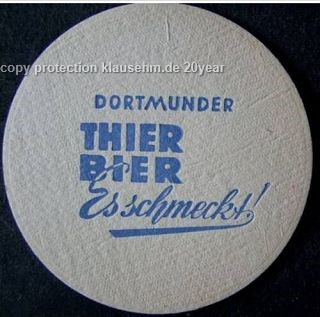 copy protection klausehm.de 20year
DORTMUNDER
THIER
BIER
Es schmeckt!